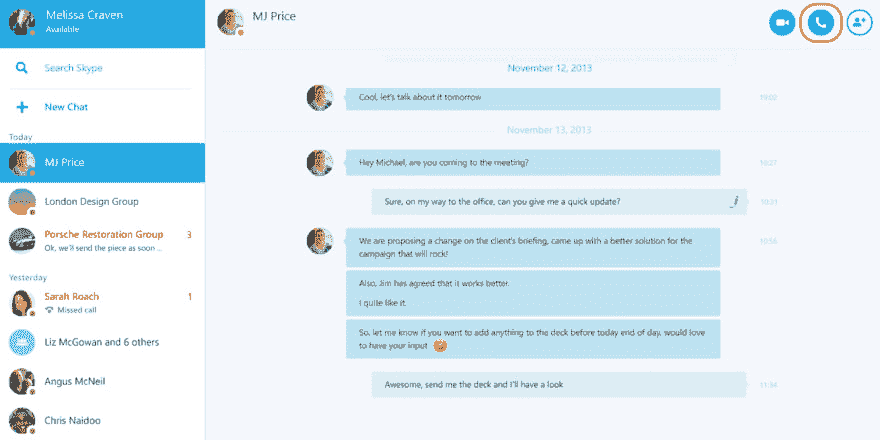 Melissa Craven
Available
Search Skype
New Chat
Today
MJ Price
London Design Group
Porsche Restoration Group 3
Ok, we'll send the piece as soon ...
Yesterday
Sarah Roach 1
Missed call
Liz McGowan and 6 others
Angus McNeil
Chris Naidoo
MJ Price
November 12, 2013
Cool, let's talk about it tomorrow
November 13, 2013
Hey Michael, are you coming to the meeting?
10:27
Sure, on my way to the office, can you give me a quick update?
We are proposing a change on the client's briefing, came up with a better solution for the
campaign that will rock!
Also, Jim has agreed that it works better.
I quite like it.
So, let me know if you want to add anything to the deck before today end of day, would love
to have your input
Awesome, send me the deck and I'll have a look
11:34